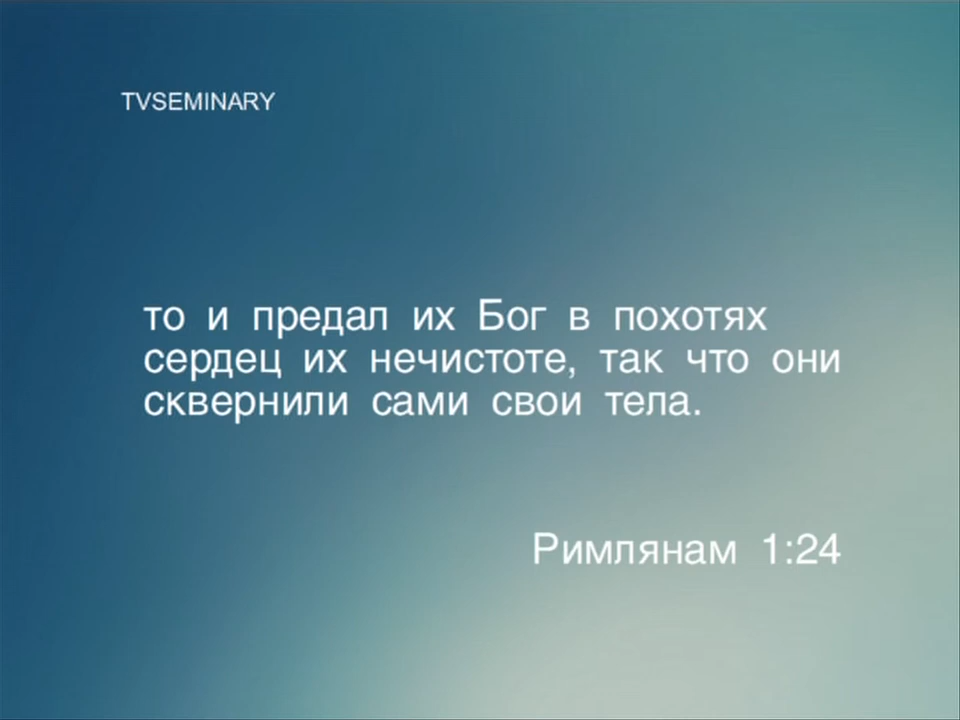 TVSEMINARY
то и предал их Бог в похотях
сердец их нечистоте, так что они
сквернили сами свои тела.
Римлянам 1:24